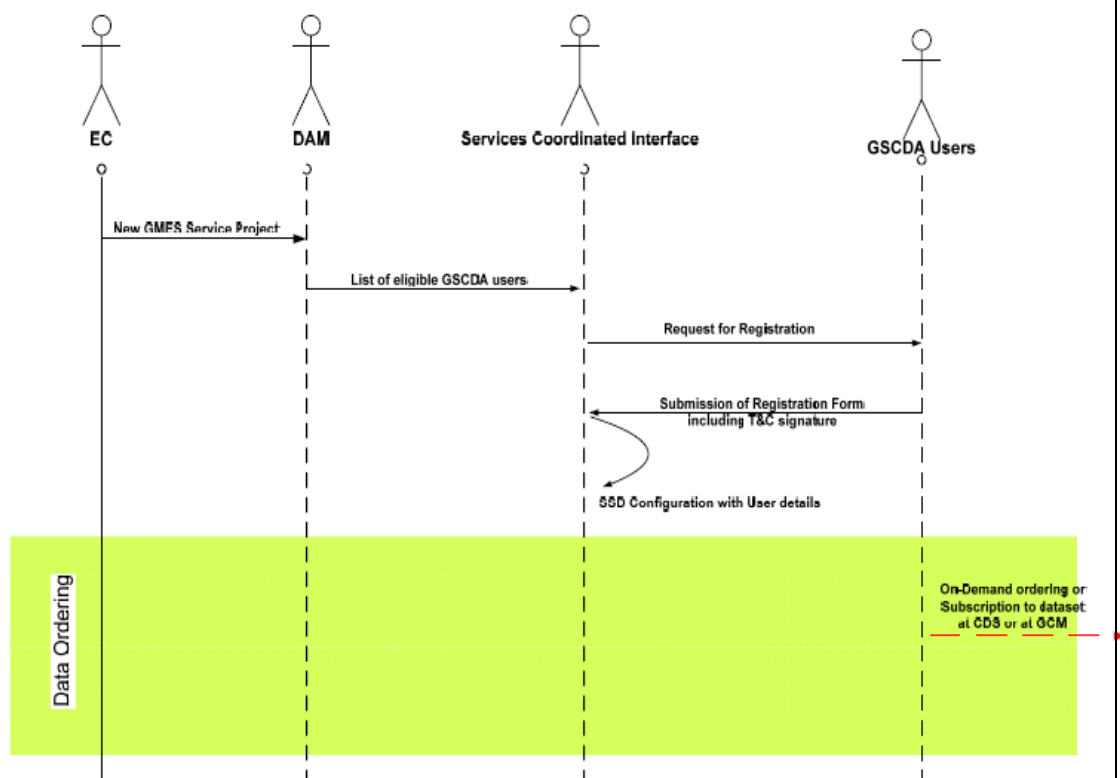 EC
DAM
Services Coordinated Interface
GSCDA Users
New GMES Service Project
List of eligible GSCDA users
Request for Registration
Submission of Registration Form
including T&C signature
SSD Configuration with User details
Data Ordering
On-Demand ordering or
Subscription to dataset
at CDS or at GCM